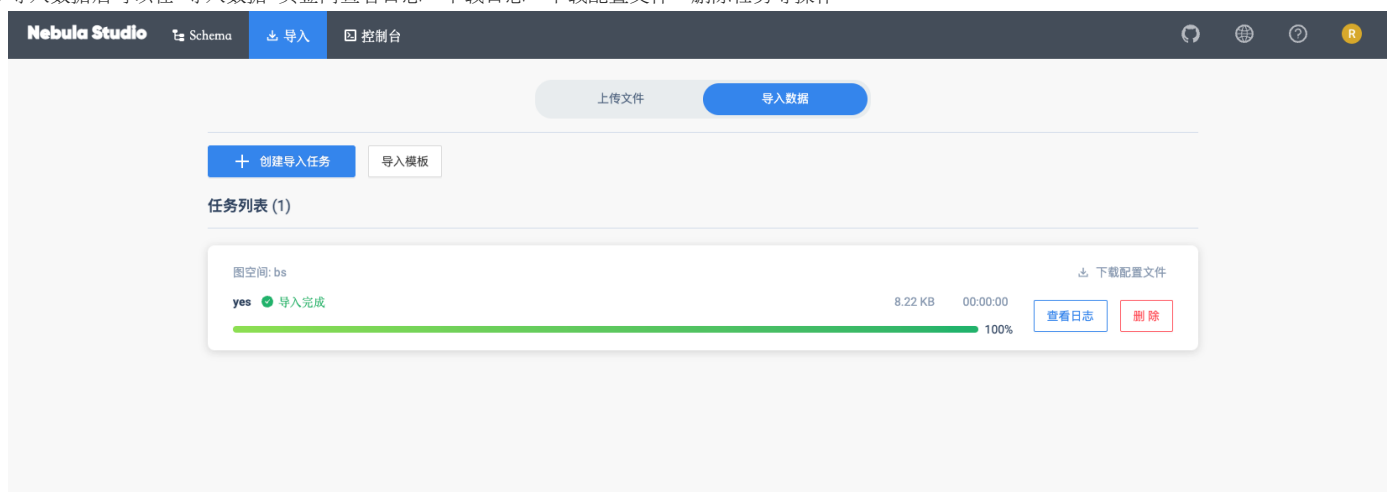 Nebula Studio Schema 导入 控制台 R
上传文件 导入数据
创建导入任务 导入模板
任务列表 (1)
图空间: bs 下载配置文件
yes 导入完成 8.22 KB 00:00:00 查看日志 删 除
100%